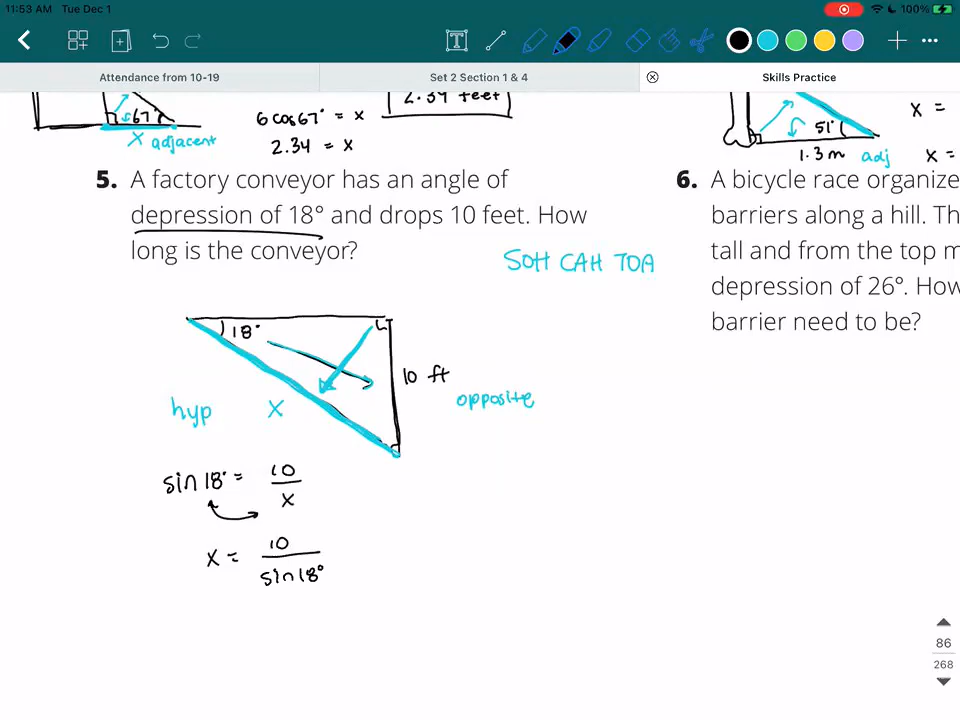 11:53 AM Tue Dec 1
100%
T
Attendance from 10-19
Set 2 Section 1 & 4
Skills Practice
67°
x adjacent
6 cos 67° = x
2.34 = x
2.34 feet
51°
1.3 m adj
x =
x =
5. A factory conveyor has an angle of
depression of 18° and drops 10 feet. How
long is the conveyor?
SOH CAH TOA
6. A bicycle race organize
barriers along a hill. Th
tall and from the top m
depression of 26°. How
barrier need to be?
18°
10 ft
opposite
hyp x
sin 18° = 10/x
x = 10/sin 18°
86
268